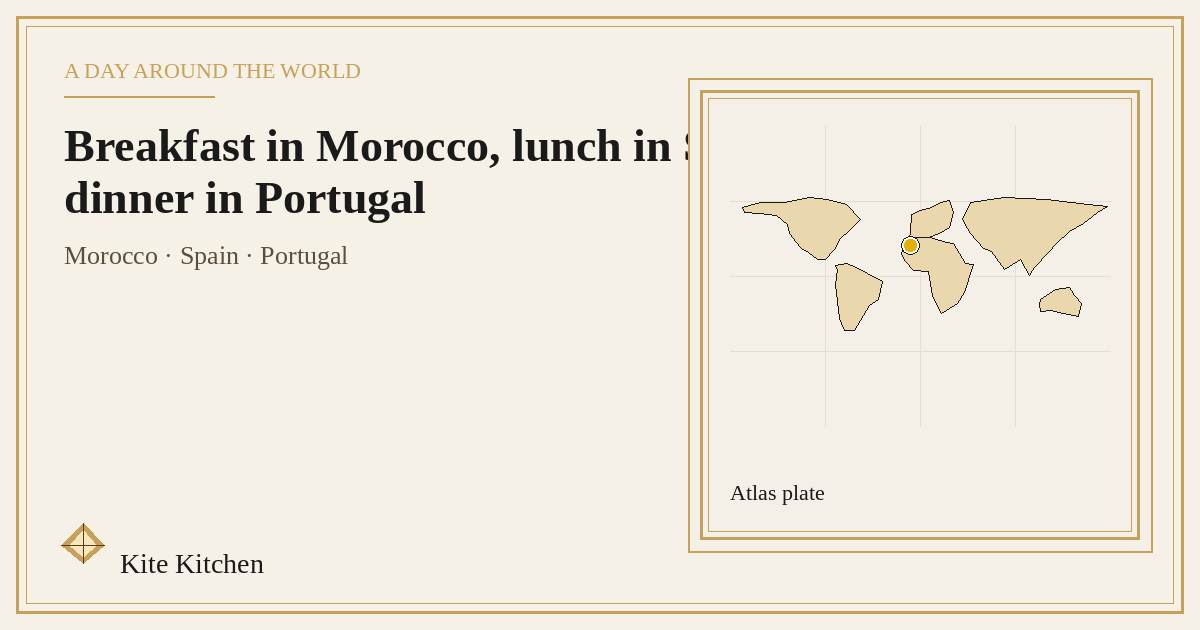 A DAY AROUND THE WORLD
Breakfast in Morocco, lunch in
dinner in Portugal
Morocco · Spain · Portugal
Atlas plate
Kite Kitchen